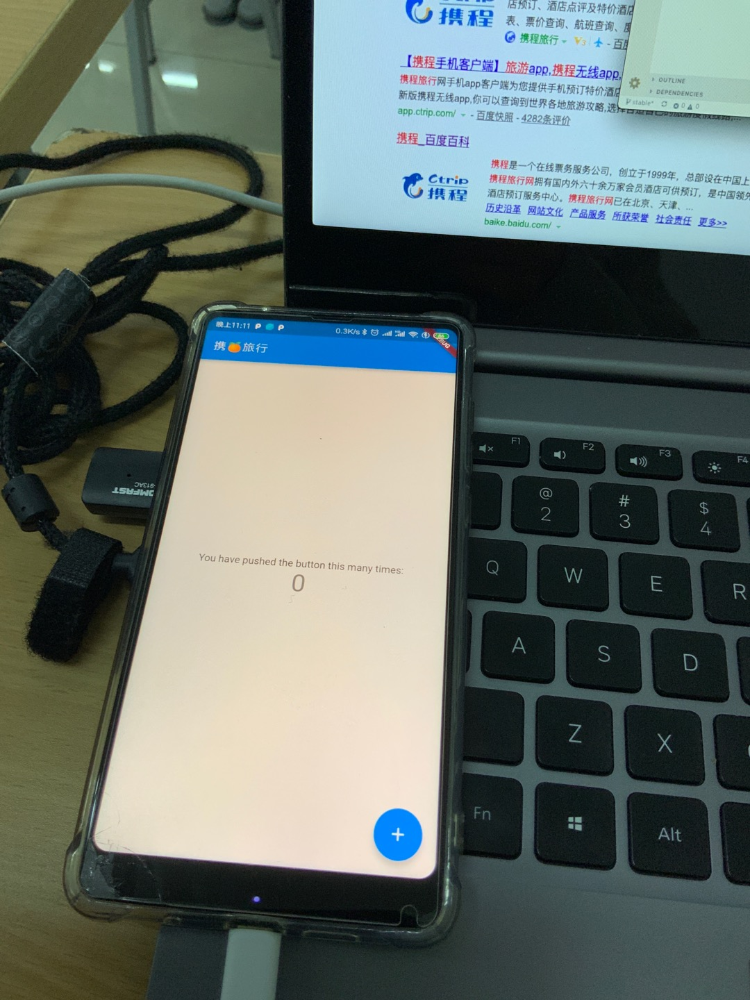 店预订、酒店点评及特价酒店
携程
表、票价查询、航班查询、度
携程旅行 V3 - 百度
【携程手机客户端】旅游app,携程无线app,
携程旅行网手机app客户端为您提供手机预订特价酒店
新版携程无线app,你可以查询到世界各地旅游攻略,选择
app.ctrip.com/ - 百度快照 - 4282条评价
携程_百度百科
Ctrip
携程
携程是一个在线票务服务公司，创立于1999年，总部设在中国上
携程旅行网拥有国内外六十余万家会员酒店可供预订，是中国领先
酒店预订服务中心。携程旅行网已在北京、天津、...
历史沿革 网站文化 产品服务 所获荣誉 社会责任 更多>>
baike.baidu.com/
OUTLINE
DEPENDENCIES
stable* 0 0
晚上11:11 0.3K/s
DEBUG
携🍊旅行
You have pushed the button this many times:
0
+
COMFAST
-913AC
F1
F2
F3
F4
@
2
#
3
$
4
Q
W
E
R
A
S
D
Z
X
Fn
Alt